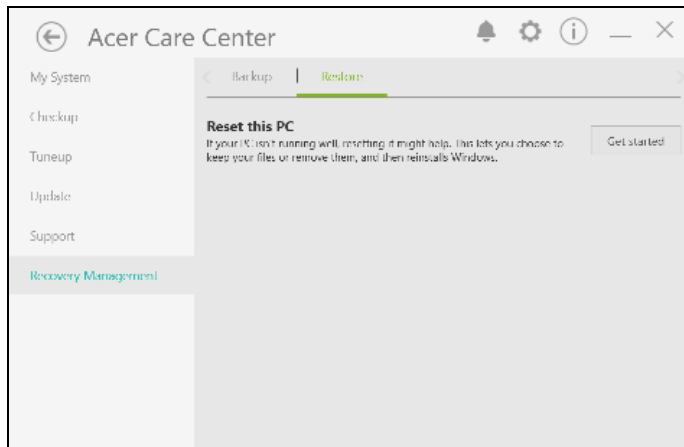 Acer Care Center
My System
Checkup
Tuneup
Update
Support
Recovery Management
Backup
Restore
Reset this PC
If your PC isn't running well, resetting it might help. This lets you choose to
keep your files or remove them, and then reinstalls Windows.
Get started